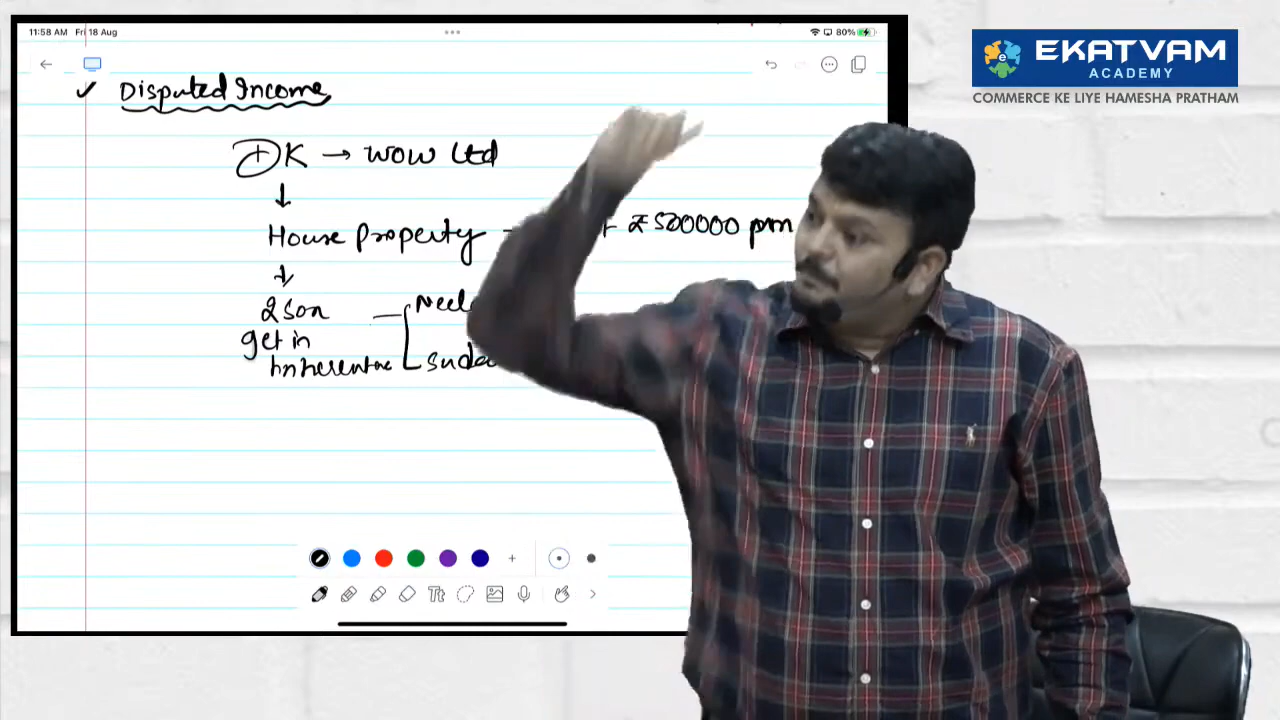 11:58 AM Fri 18 Aug
80%
EKATVAM
ACADEMY
COMMERCE KE LIYE HAMESHA PRATHAM
✓ Disputed Income
DK → WOW Ltd
↓
House property - ₹ 500000 pm
↓
2 Son
get in
Tt